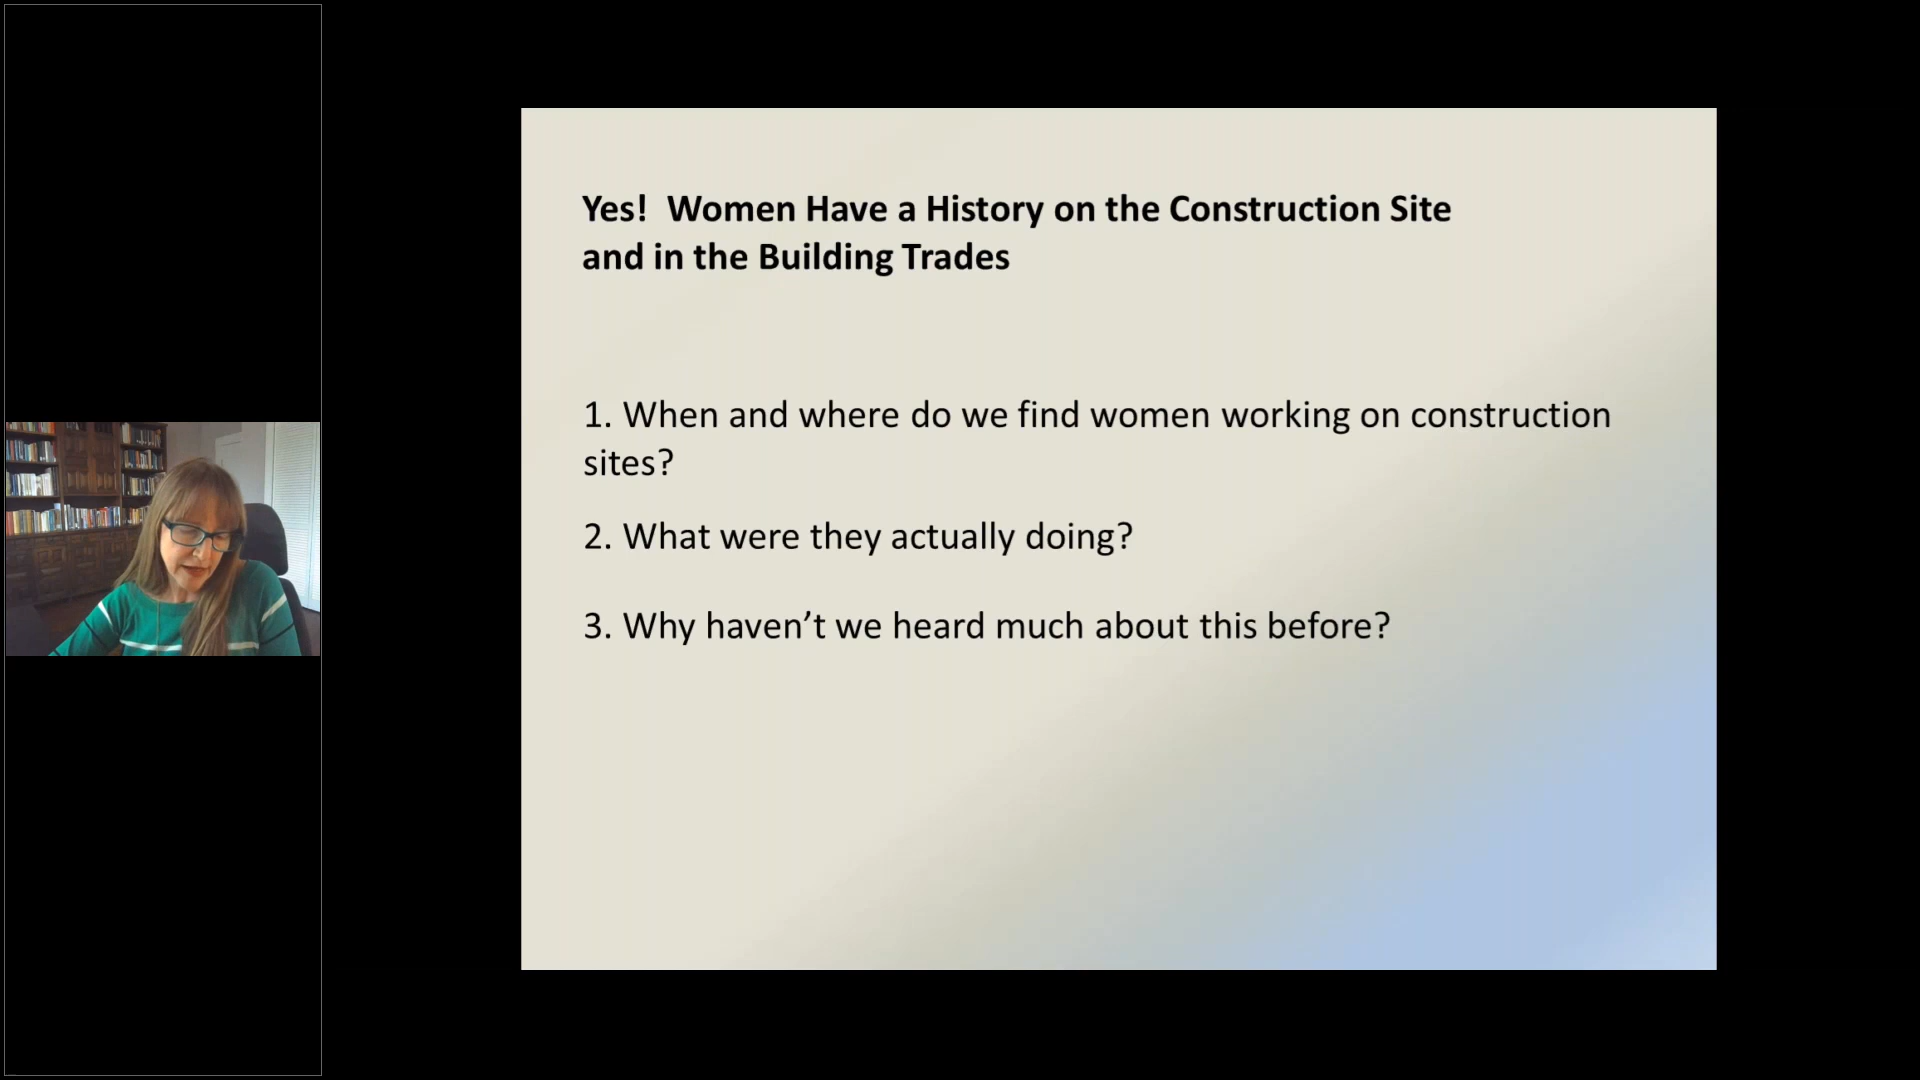 Yes!  Women Have a History on the Construction Site
and in the Building Trades
1. When and where do we find women working on construction
sites?
2. What were they actually doing?
3. Why haven’t we heard much about this before?